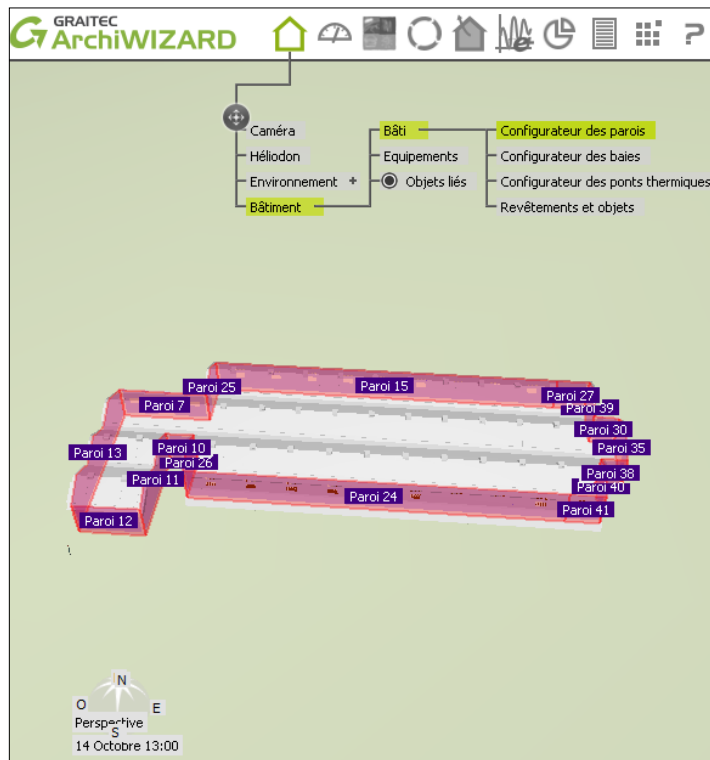 GRAITEC
ArchiWIZARD
?
Caméra
Héliodon
Environnement +
Bâtiment
Bâti
Equipements
Objets liés
Configurateur des parois
Configurateur des baies
Configurateur des ponts thermiques
Revêtements et objets
Paroi 25
Paroi 15
Paroi 27
Paroi 39
Paroi 7
Paroi 30
Paroi 10
Paroi 35
Paroi 13
Paroi 26
Paroi 38
Paroi 11
Paroi 40
Paroi 24
Paroi 12
Paroi 41
N
O
E
Perspective
S
14 Octobre 13:00